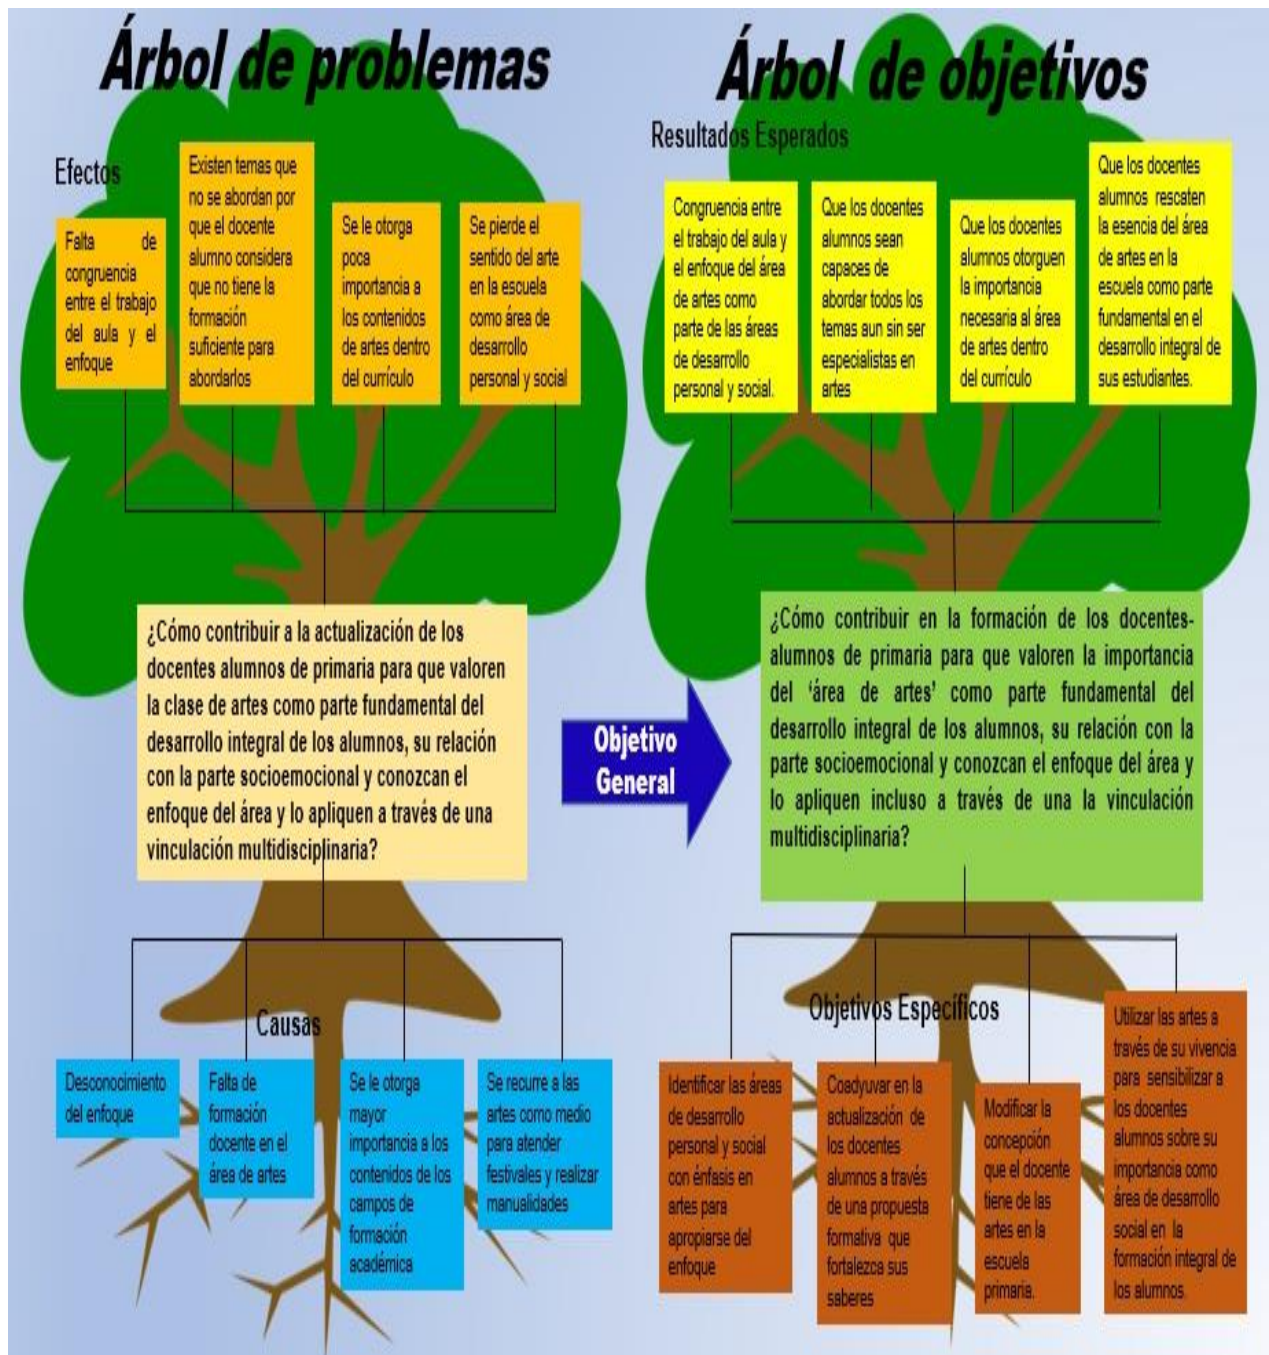 Árbol de problemas
Efectos
Falta de
congruencia
entre el trabajo
del aula y el
enfoque
Existen temas que
no se abordan por
que el docente
alumno considera
que no tiene la
formación
suficiente para
abordarlos
Se le otorga
poca
importancia a
los contenidos
de artes dentro
del currículo
Se pierde el
sentido del arte
en la escuela
como área de
desarrollo
personal y social
¿Cómo contribuir a la actualización de los
docentes alumnos de primaria para que valoren
la clase de artes como parte fundamental del
desarrollo integral de los alumnos, su relación
con la parte socioemocional y conozcan el
enfoque del área y lo apliquen a través de una
vinculación multidisciplinaria?
Causas
Desconocimiento
del enfoque
Falta de
formación
docente en el
área de artes
Se le otorga
mayor
importancia a los
contenidos de los
campos de
formación
académica
Se recurre a las
artes como medio
para atender
festivales y realizar
manualidades
Objetivo
General
Árbol de objetivos
Resultados Esperados
Congruencia entre
el trabajo del aula y
el enfoque del área
de artes como
parte de las áreas
de desarrollo
personal y social.
Que los docentes
alumnos sean
capaces de
abordar todos los
temas aun sin ser
especialistas en
artes
Que los docentes
alumnos otorguen
la importancia
necesaria al área
de artes dentro
del currículo
Que los docentes
alumnos rescaten
la esencia del área
de artes en la
escuela como parte
fundamental en el
desarrollo integral de
sus estudiantes.
¿Cómo contribuir en la formación de los docentes-
alumnos de primaria para que valoren la importancia
del ‘área de artes’ como parte fundamental del
desarrollo integral de los alumnos, su relación con la
parte socioemocional y conozcan el enfoque del área y
lo apliquen incluso a través de una la vinculación
multidisciplinaria?
Objetivos Específicos
Identificar las áreas
de desarrollo
personal y social
con énfasis en
artes para
apropiarse del
enfoque
Coadyuvar en la
actualización de
los docentes
alumnos a través
de una propuesta
formativa que
fortalezca sus
saberes
Modificar la
concepción
que el docente
tiene de las
artes en la
escuela
primaria.
Utilizar las artes a
través de su vivencia
para sensibilizar a
los docentes
alumnos sobre su
importancia como
área de desarrollo
social en la
formación integral de
los alumnos.